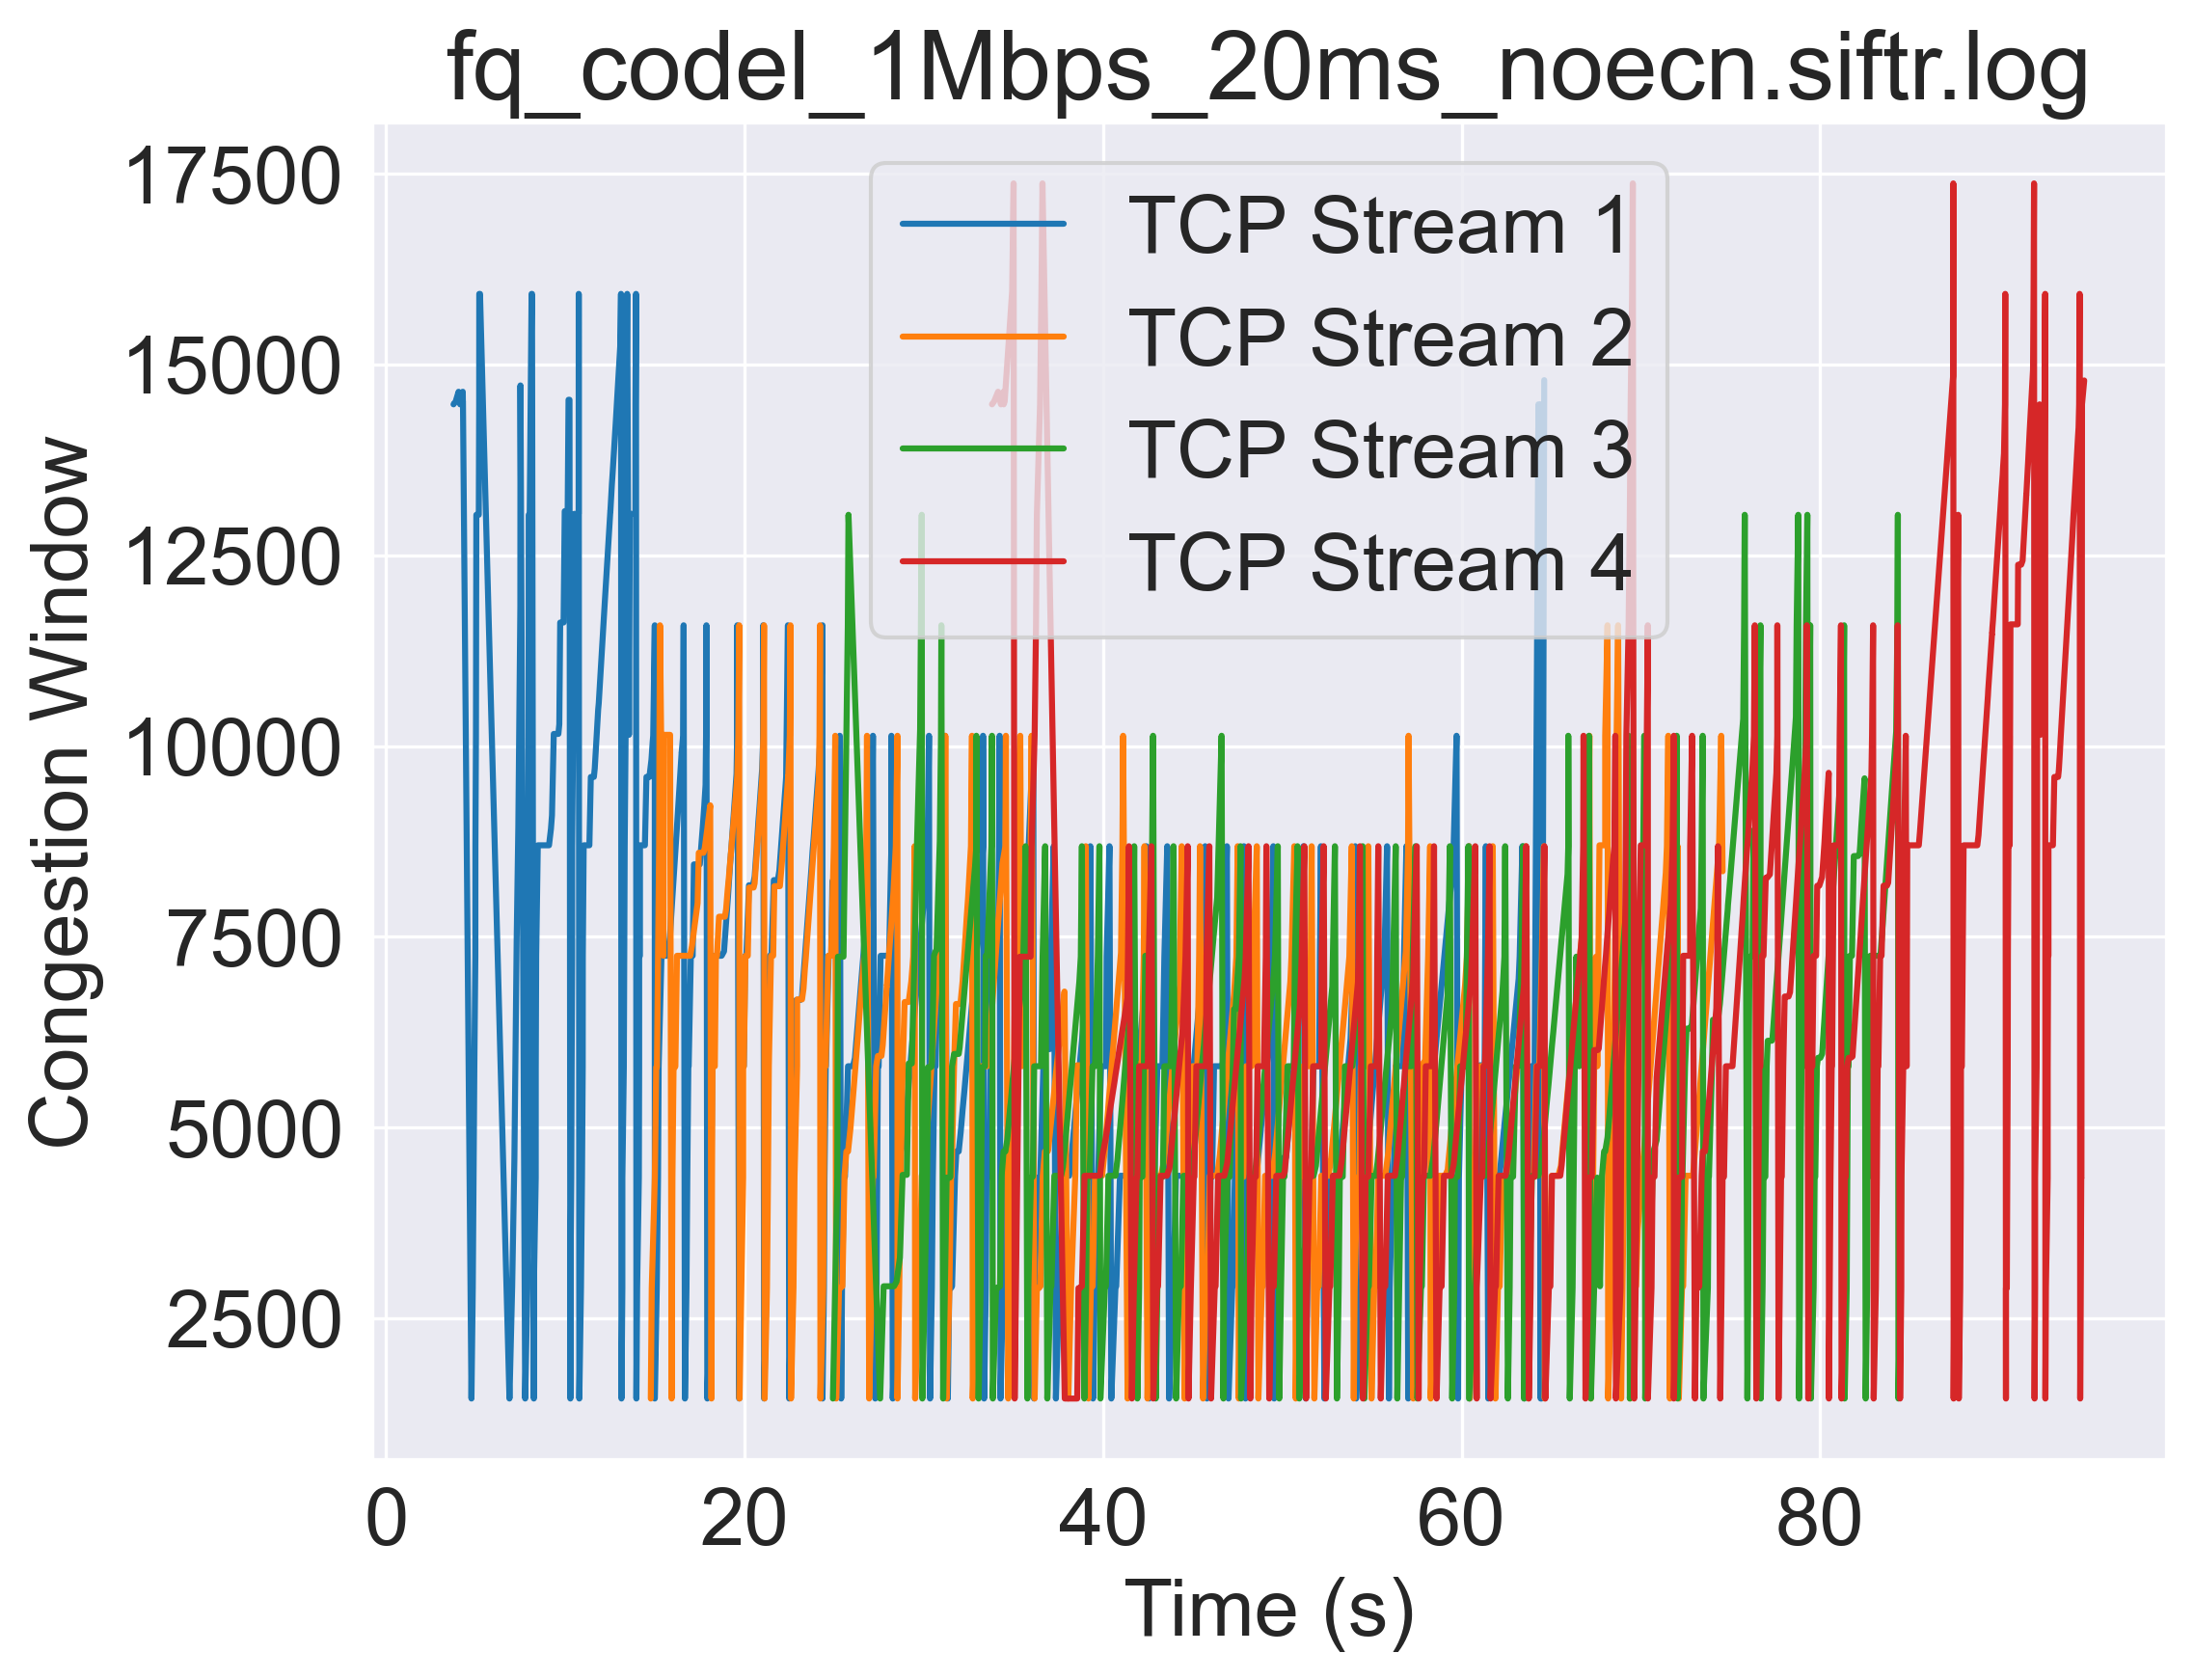 fq_codel_1Mbps_20ms_noecn.siftr.log
17500
15000
12500
10000
7500
5000
2500
Congestion Window
TCP Stream 1
TCP Stream 2
TCP Stream 3
TCP Stream 4
0 20 40 60 80
Time (s)